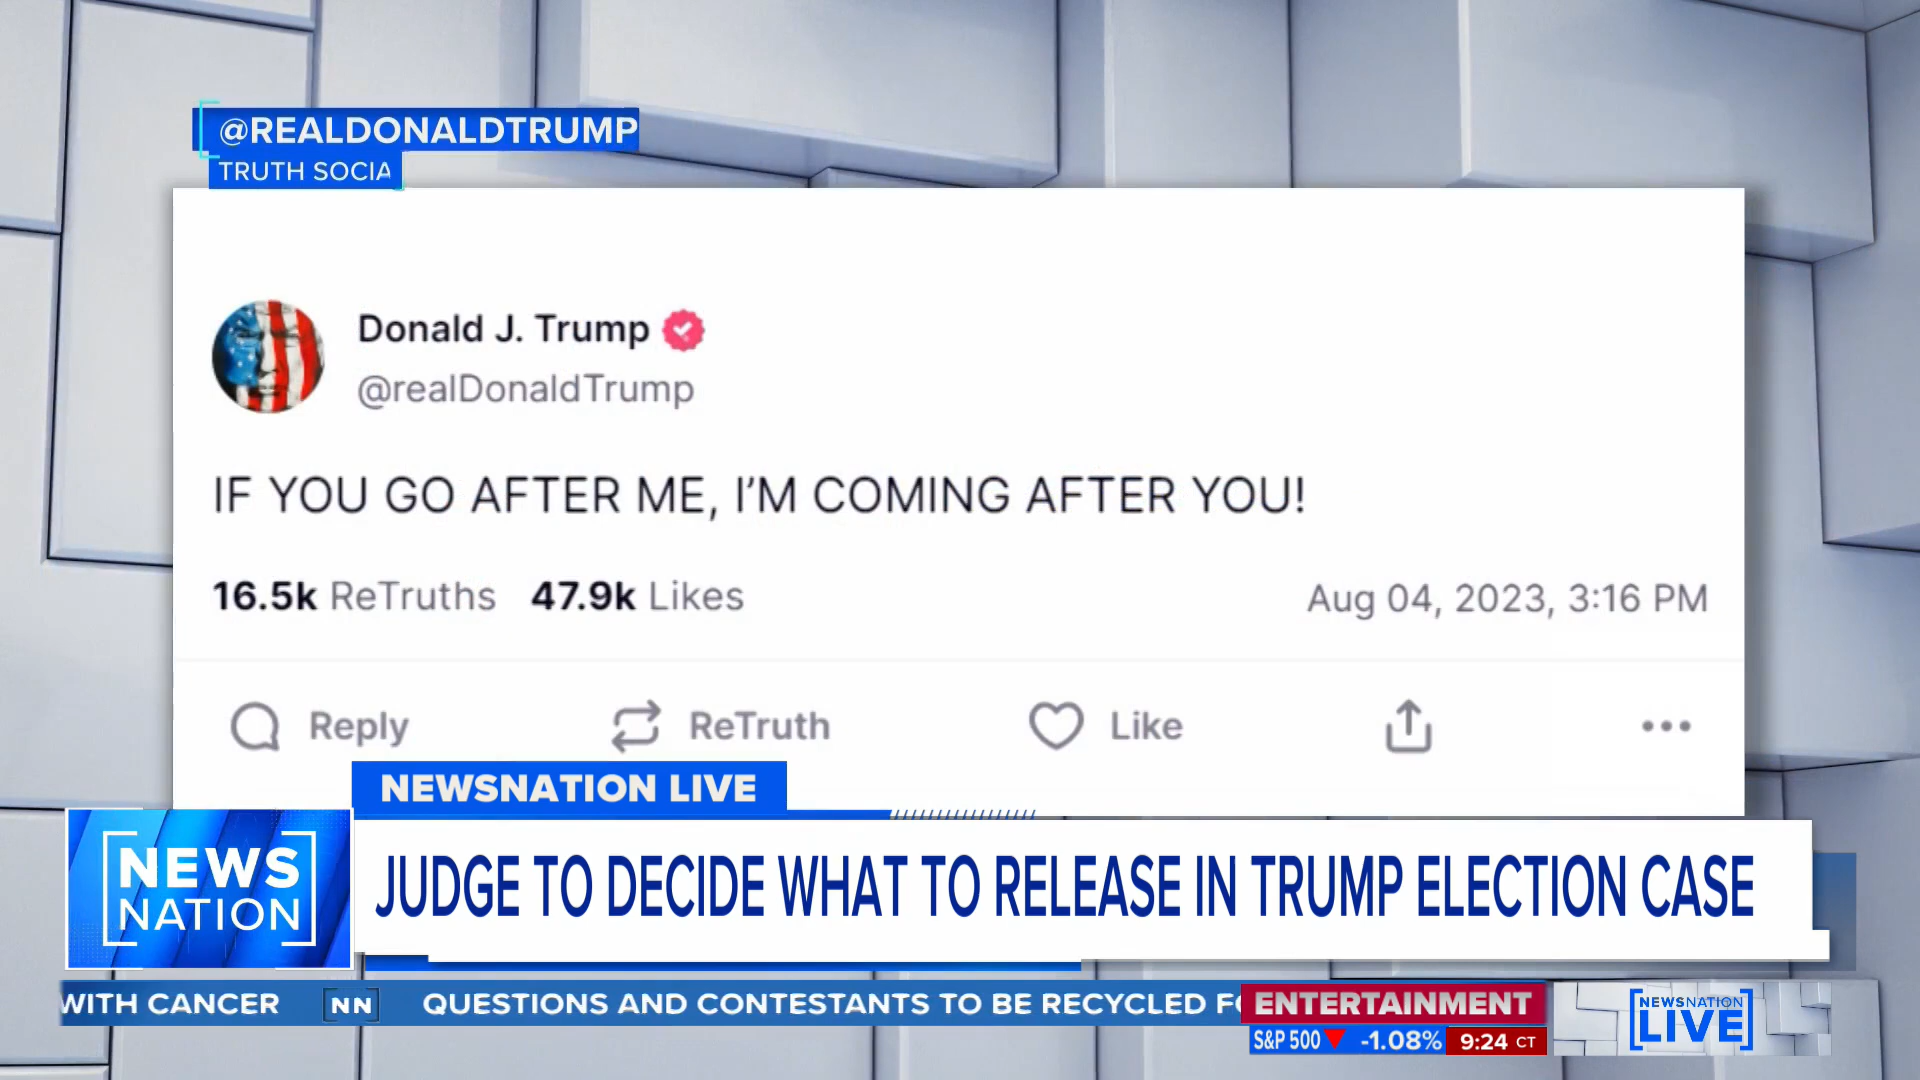 @REALDONALDTRUMP
TRUTH SOCIA
Donald J. Trump
@realDonaldTrump
IF YOU GO AFTER ME, I'M COMING AFTER YOU!
16.5k ReTruths 47.9k Likes
Aug 04, 2023, 3:16 PM
Reply ReTruth Like
NEWSNATION LIVE
NEWS
NATION
JUDGE TO DECIDE WHAT TO RELEASE IN TRUMP ELECTION CASE
WITH CANCER NN QUESTIONS AND CONTESTANTS TO BE RECYCLED F
ENTERTAINMENT
S&P 500 -1.08% 9:24 CT
NEWSNATION
LIVE